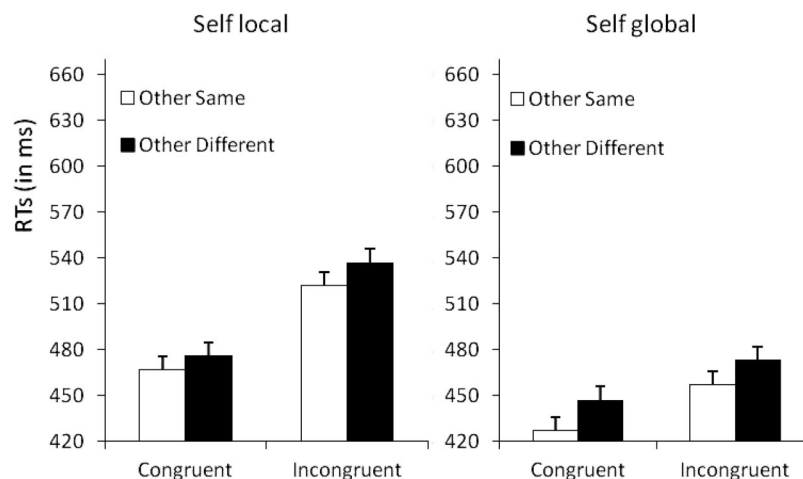 Self local
660
630
600
570
540
510
480
450
420
RTs (in ms)
Other Same
Other Different
Congruent Incongruent
Self global
660
630
600
570
540
510
480
450
420
Other Same
Other Different
Congruent Incongruent